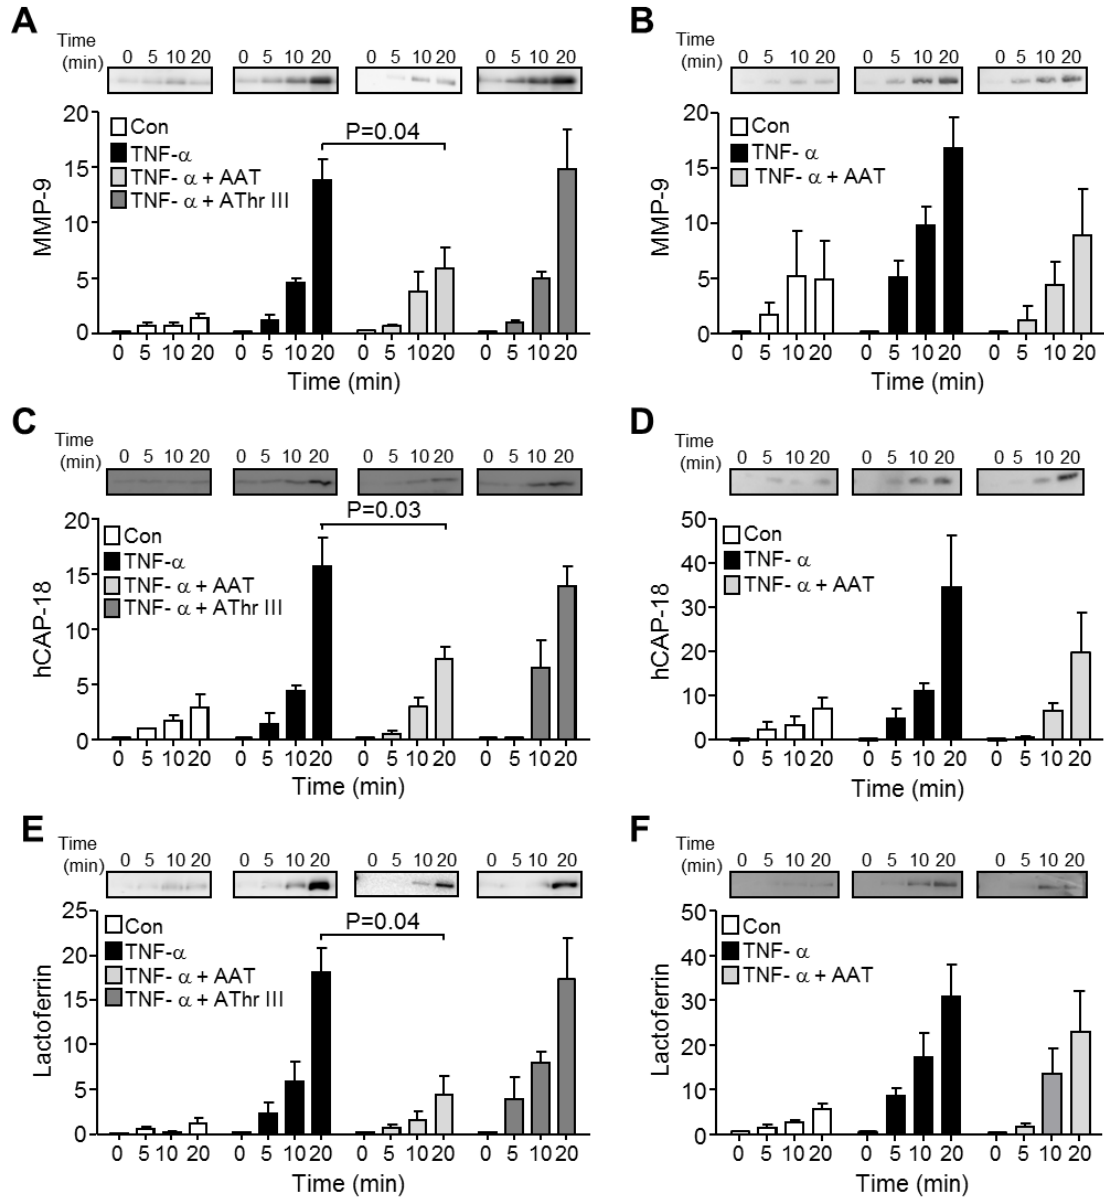 A
Time
(min)
0 5 10 20 0 5 10 20 0 5 10 20 0 5 10 20
20
15
10
5
0
MMP-9
Con
TNF-α
TNF- α + AAT
TNF- α + AThr III
P=0.04
0 5 10 20 0 5 10 20 0 5 10 20 0 5 10 20
Time (min)
B
Time
(min)
0 5 10 20 0 5 10 20 0 5 10 20
20
15
10
5
0
MMP-9
Con
TNF- α
TNF- α + AAT
0 5 10 20 0 5 10 20 0 5 10 20
Time (min)
C
Time
(min)
0 5 10 20 0 5 10 20 0 5 10 20 0 5 10 20
20
15
10
5
0
hCAP-18
Con
TNF-α
TNF- α + AAT
TNF- α + AThr III
P=0.03
0 5 10 20 0 5 10 20 0 5 10 20 0 5 10 20
Time (min)
D
Time
(min)
0 5 10 20 0 5 10 20 0 5 10 20
50
40
30
20
10
0
hCAP-18
Con
TNF- α
TNF- α + AAT
0 5 10 20 0 5 10 20 0 5 10 20
Time (min)
E
Time
(min)
0 5 10 20 0 5 10 20 0 5 10 20 0 5 10 20
25
20
15
10
5
0
Lactoferrin
Con
TNF-α
TNF- α + AAT
TNF- α + AThr III
P=0.04
0 5 10 20 0 5 10 20 0 5 10 20 0 5 10 20
Time (min)
F
Time
(min)
0 5 10 20 0 5 10 20 0 5 10 20
50
40
30
20
10
0
Lactoferrin
Con
TNF- α
TNF- α + AAT
0 5 10 20 0 5 10 20 0 5 10 20
Time (min)